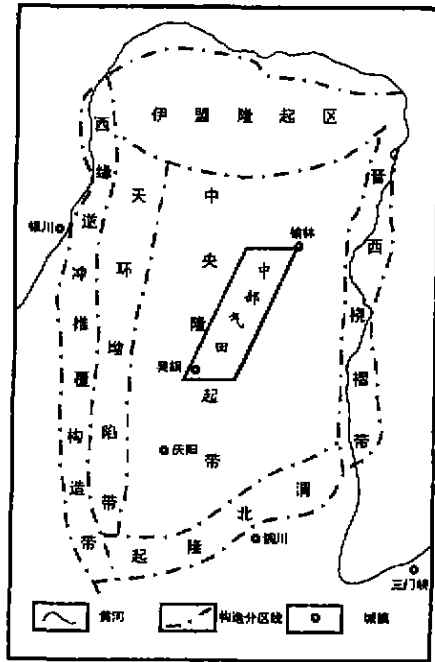 伊盟隆起区
西缘逆冲推覆构造带
天环坳陷带
中央隆起带
中部气田
晋西挠褶带
渭北隆起
银川
榆林
吴旗
庆阳
铜川
三门峡
黄河
构造分区线
城镇